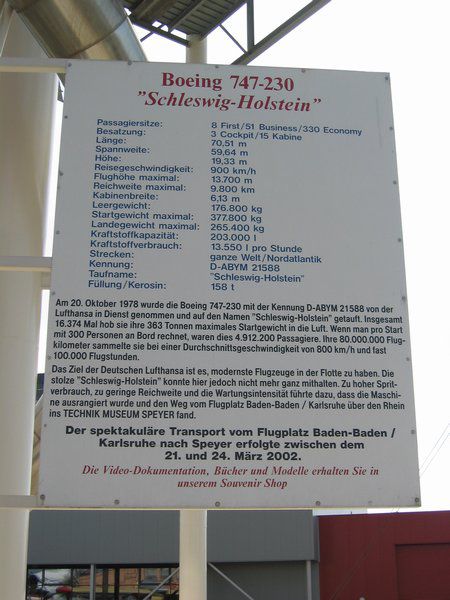 Boeing 747-230
"Schleswig-Holstein"
Passagiersitze: 8 First/51 Business/330 Economy
Besatzung: 3 Cockpit/15 Kabine
Länge: 70,51 m
Spannweite: 59,64 m
Höhe: 19,33 m
Reisegeschwindigkeit: 900 km/h
Flughöhe maximal: 13.700 m
Reichweite maximal: 9.800 km
Kabinenbreite: 6,13 m
Leergewicht: 176.800 kg
Startgewicht maximal: 377.800 kg
Landegewicht maximal: 265.400 kg
Kraftstoffkapazität: 203.000 l
Kraftstoffverbrauch: 13.550 l pro Stunde
Strecken: ganze Welt/Nordatlantik
Kennung: D-ABYM 21588
Taufname: "Schleswig-Holstein"
Füllung/Kerosin: 158 t
Am 20. Oktober 1978 wurde die Boeing 747-230 mit der Kennung D-ABYM 21588 von der
Lufthansa in Dienst genommen und auf den Namen "Schleswig-Holstein" getauft. Insgesamt
16.374 Mal hob sie ihre 363 Tonnen maximales Startgewicht in die Luft. Wenn man pro Start
mit 300 Personen an Bord rechnet, waren dies 4.912.200 Passagiere. Ihre 80.000.000 Flug-
kilometer sammelte sie bei einer Durchschnittsgeschwindigkeit von 800 km/h und fast
100.000 Flugstunden.
Das Ziel der Deutschen Lufthansa ist es, modernste Flugzeuge in der Flotte zu haben. Die
stolze "Schleswig-Holstein" konnte hier jedoch nicht mehr ganz mithalten. Zu hoher Sprit-
verbrauch, zu geringe Reichweite und die Wartungsintensität führte dazu, dass die Maschi-
ne ausrangiert wurde und den Weg vom Flugplatz Baden-Baden / Karlsruhe über den Rhein
ins TECHNIK MUSEUM SPEYER fand.
Der spektakuläre Transport vom Flugplatz Baden-Baden /
Karlsruhe nach Speyer erfolgte zwischen dem
21. und 24. März 2002.
Die Video-Dokumentation, Bücher und Modelle erhalten Sie in
unserem Souvenir Shop